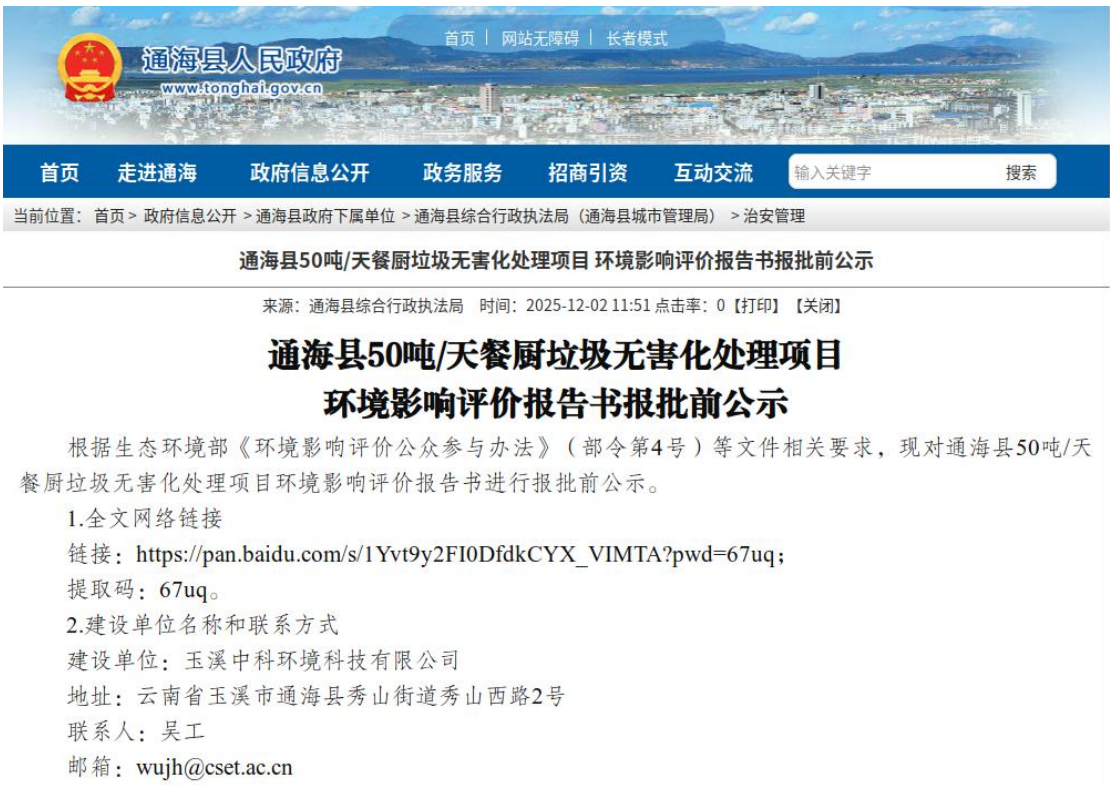 首页 | 网站无障碍 | 长者模式
通海县人民政府
www.tonghai.gov.cn
首页 走进通海 政府信息公开 政务服务 招商引资 互动交流 输入关键字 搜索
当前位置： 首页 > 政府信息公开 > 通海县政府下属单位 > 通海县综合行政执法局（通海县城市管理局） > 治安管理
通海县50吨/天餐厨垃圾无害化处理项目 环境影响评价报告书报批前公示
来源：通海县综合行政执法局 时间：2025-12-02 11:51 点击率：0【打印】【关闭】
通海县50吨/天餐厨垃圾无害化处理项目
环境影响评价报告书报批前公示
根据生态环境部《环境影响评价公众参与办法》（部令第4号）等文件相关要求，现对通海县50吨/天
餐厨垃圾无害化处理项目环境影响评价报告书进行报批前公示。
1.全文网络链接
链接：https://pan.baidu.com/s/1Yvt9y2FI0DfdkCYX_VIMTA?pwd=67uq；
提取码：67uq。
2.建设单位名称和联系方式
建设单位：玉溪中科环境科技有限公司
地址：云南省玉溪市通海县秀山街道秀山西路2号
联系人：吴工
邮箱：wujh@cset.ac.cn